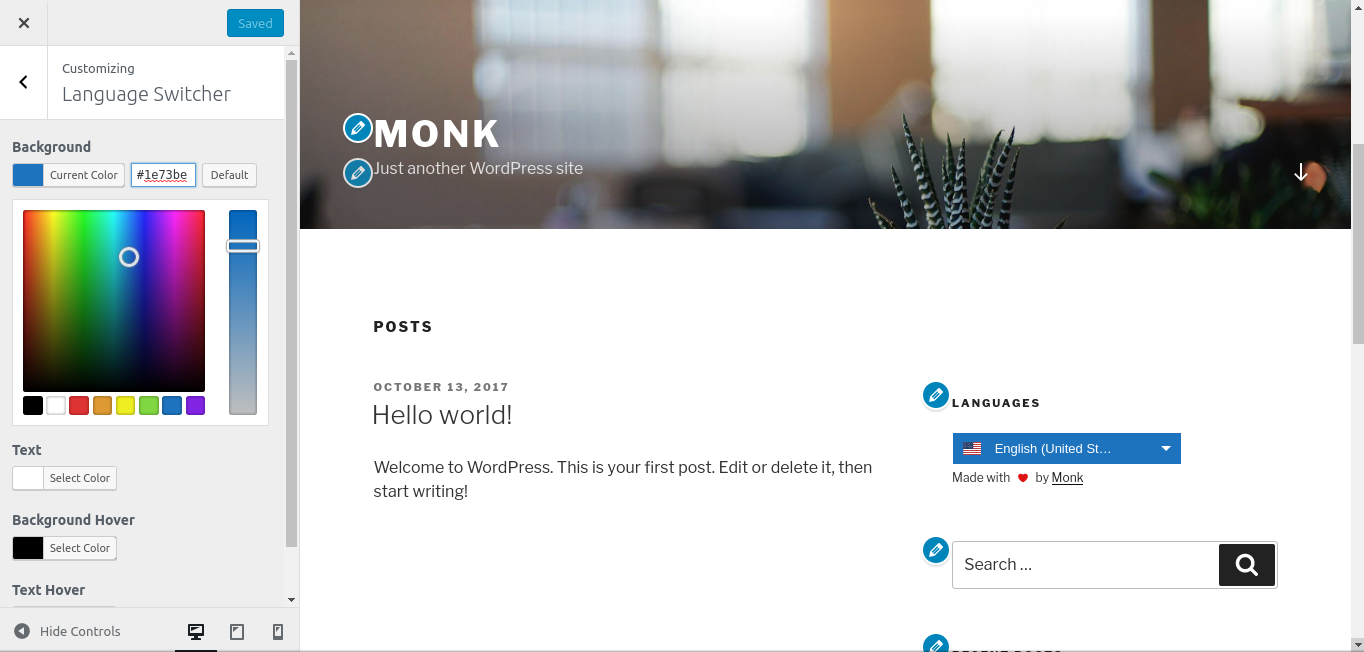 Saved
Customizing
Language Switcher
Background
Current Color
#1e73be
Default
Text
Select Color
Background Hover
Select Color
Text Hover
Hide Controls
MONK
Just another WordPress site
POSTS
OCTOBER 13, 2017
Hello world!
Welcome to WordPress. This is your first post. Edit or delete it, then
start writing!
LANGUAGES
English (United St...
Made with by Monk
Search ...